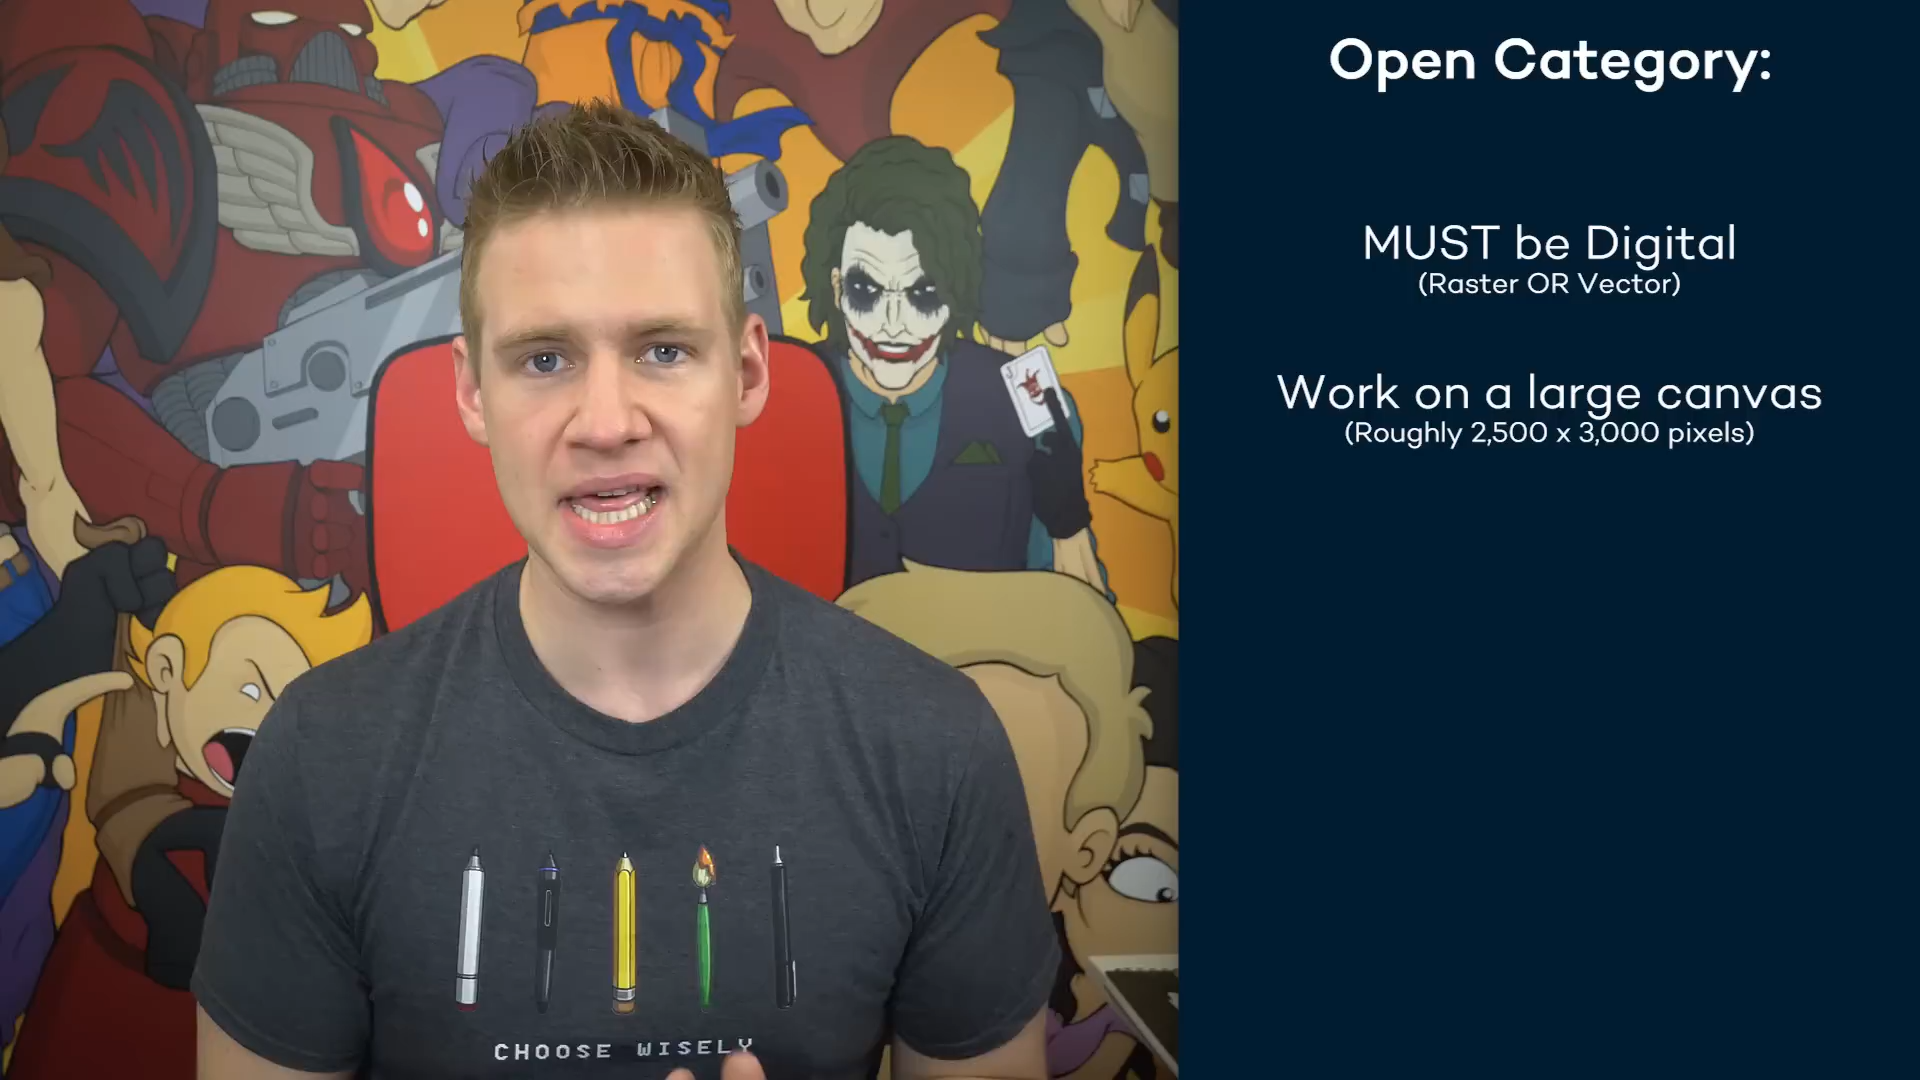 Open Category:
MUST be Digital
(Raster OR Vector)
Work on a large canvas
(Roughly 2,500 x 3,000 pixels)
J
CHOOSE WISELY